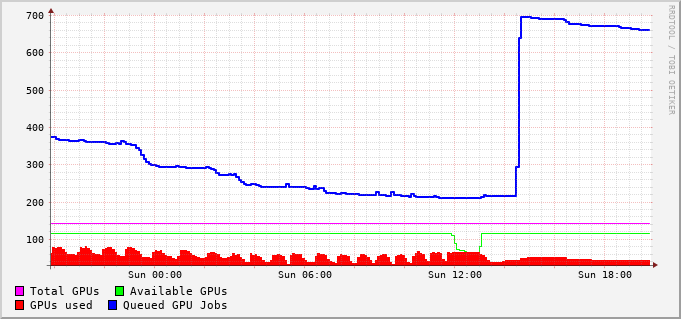 700
600
500
400
300
200
100
Sun 00:00 Sun 06:00 Sun 12:00 Sun 18:00
Total GPUs Available GPUs
GPUs used Queued GPU Jobs
RRDTOOL / TOBI OETIKER